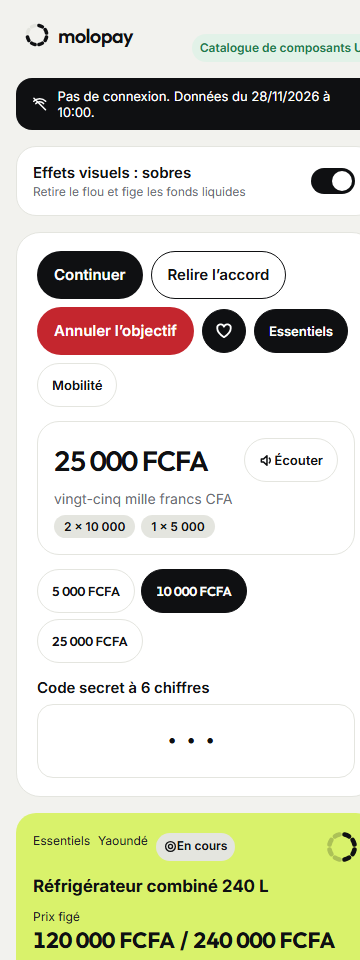 molopay
Catalogue de composants U
Pas de connexion. Données du 28/11/2026 à
10:00.
Effets visuels : sobres
Retire le flou et fige les fonds liquides
Continuer
Relire l’accord
Annuler l’objectif
Essentiels
Mobilité
25 000 FCFA
Écouter
vingt-cinq mille francs CFA
2 × 10 000
1 × 5 000
5 000 FCFA
10 000 FCFA
25 000 FCFA
Code secret à 6 chiffres
• • •
Essentiels Yaoundé
En cours
Réfrigérateur combiné 240 L
Prix figé
120 000 FCFA / 240 000 FCFA